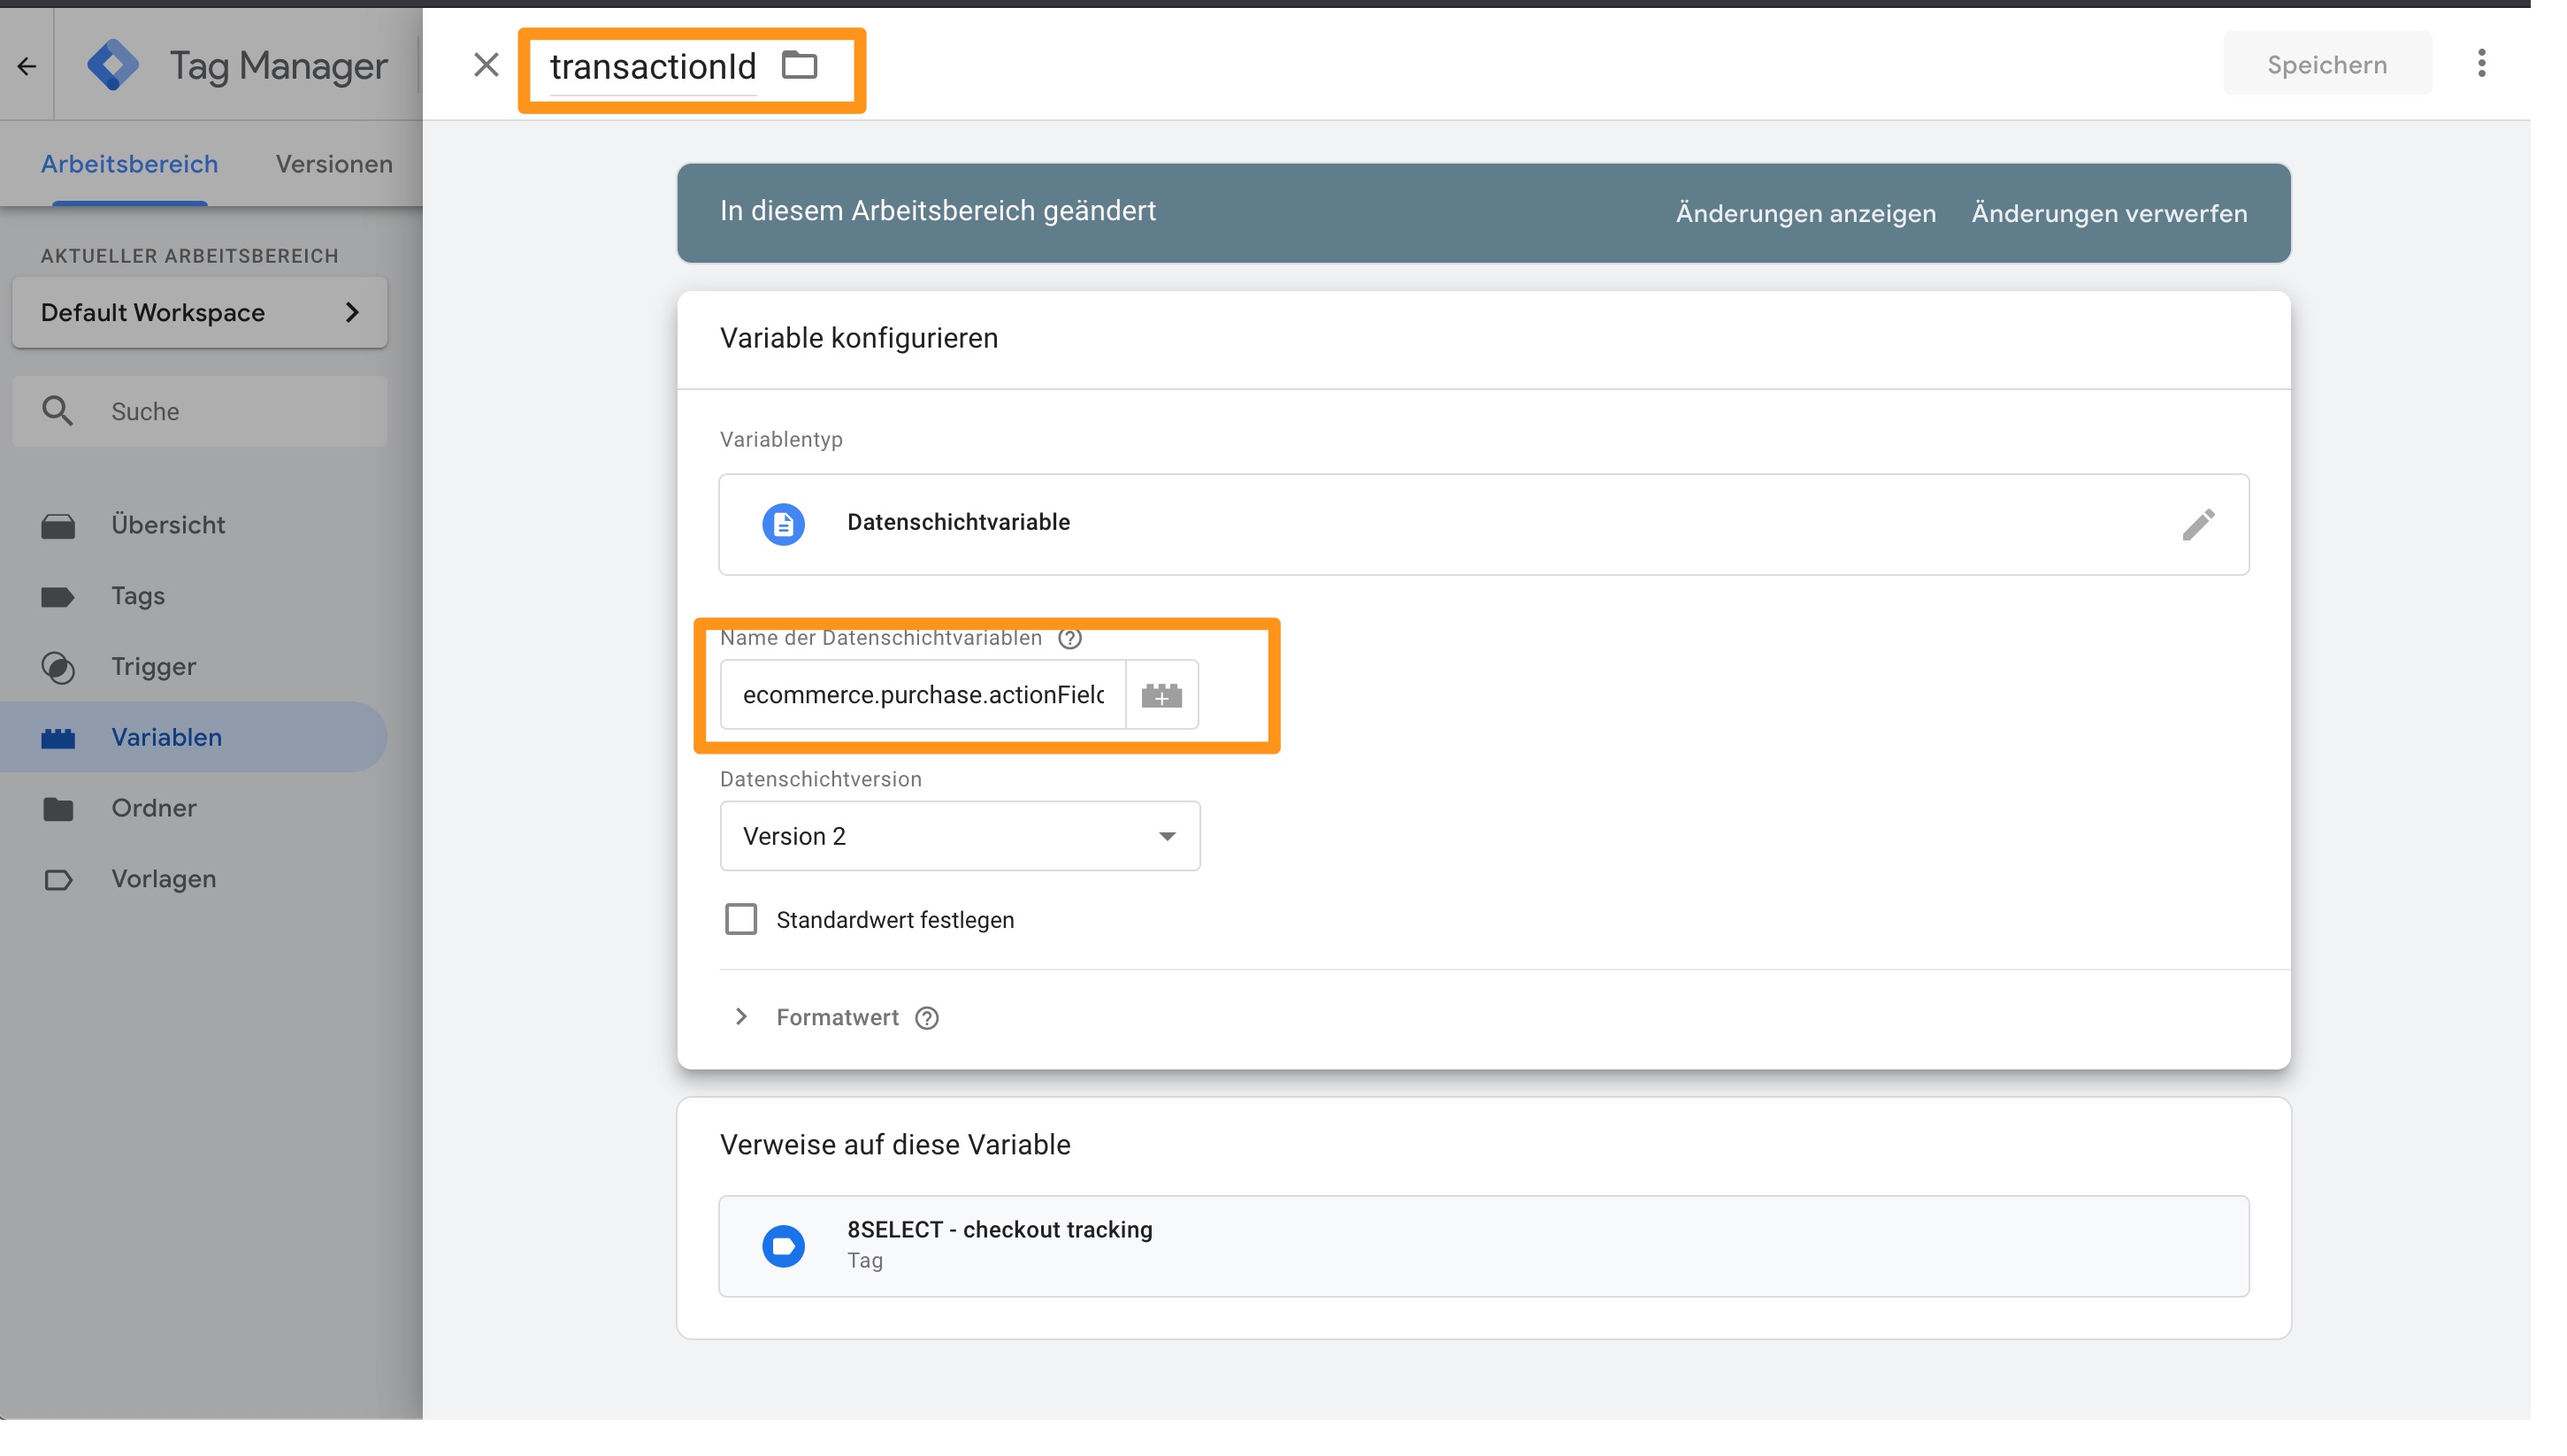 Tag Manager
transactionId
Speichern
Arbeitsbereich
Versionen
In diesem Arbeitsbereich geändert
Änderungen anzeigen
Änderungen verwerfen
AKTUELLER ARBEITSBEREICH
Default Workspace
Suche
Übersicht
Tags
Trigger
Variablen
Ordner
Vorlagen
Variable konfigurieren
Variablentyp
Datenschichtvariable
Name der Datenschichtvariablen
ecommerce.purchase.actionField
Datenschichtversion
Version 2
Standardwert festlegen
Formatwert
Verweise auf diese Variable
8SELECT - checkout tracking
Tag